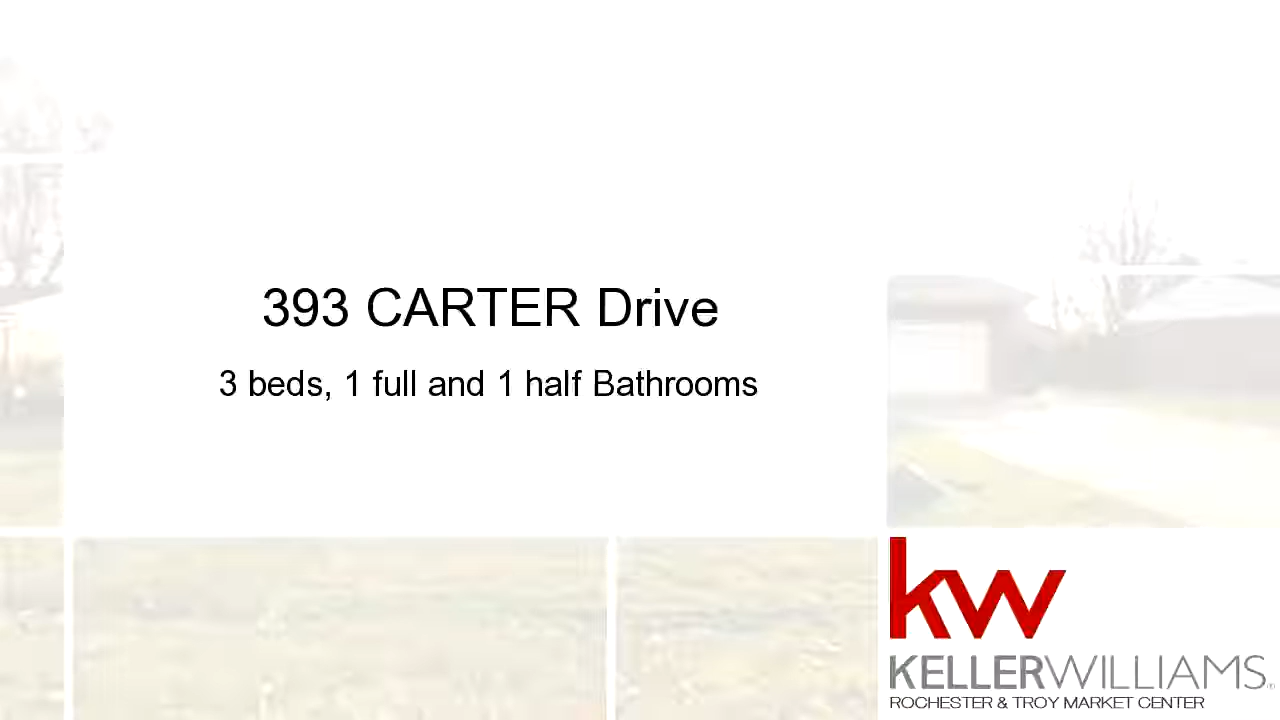 393 CARTER Drive
3 beds, 1 full and 1 half Bathrooms
kw
KELLERWILLIAMS®
ROCHESTER & TROY MARKET CENTER